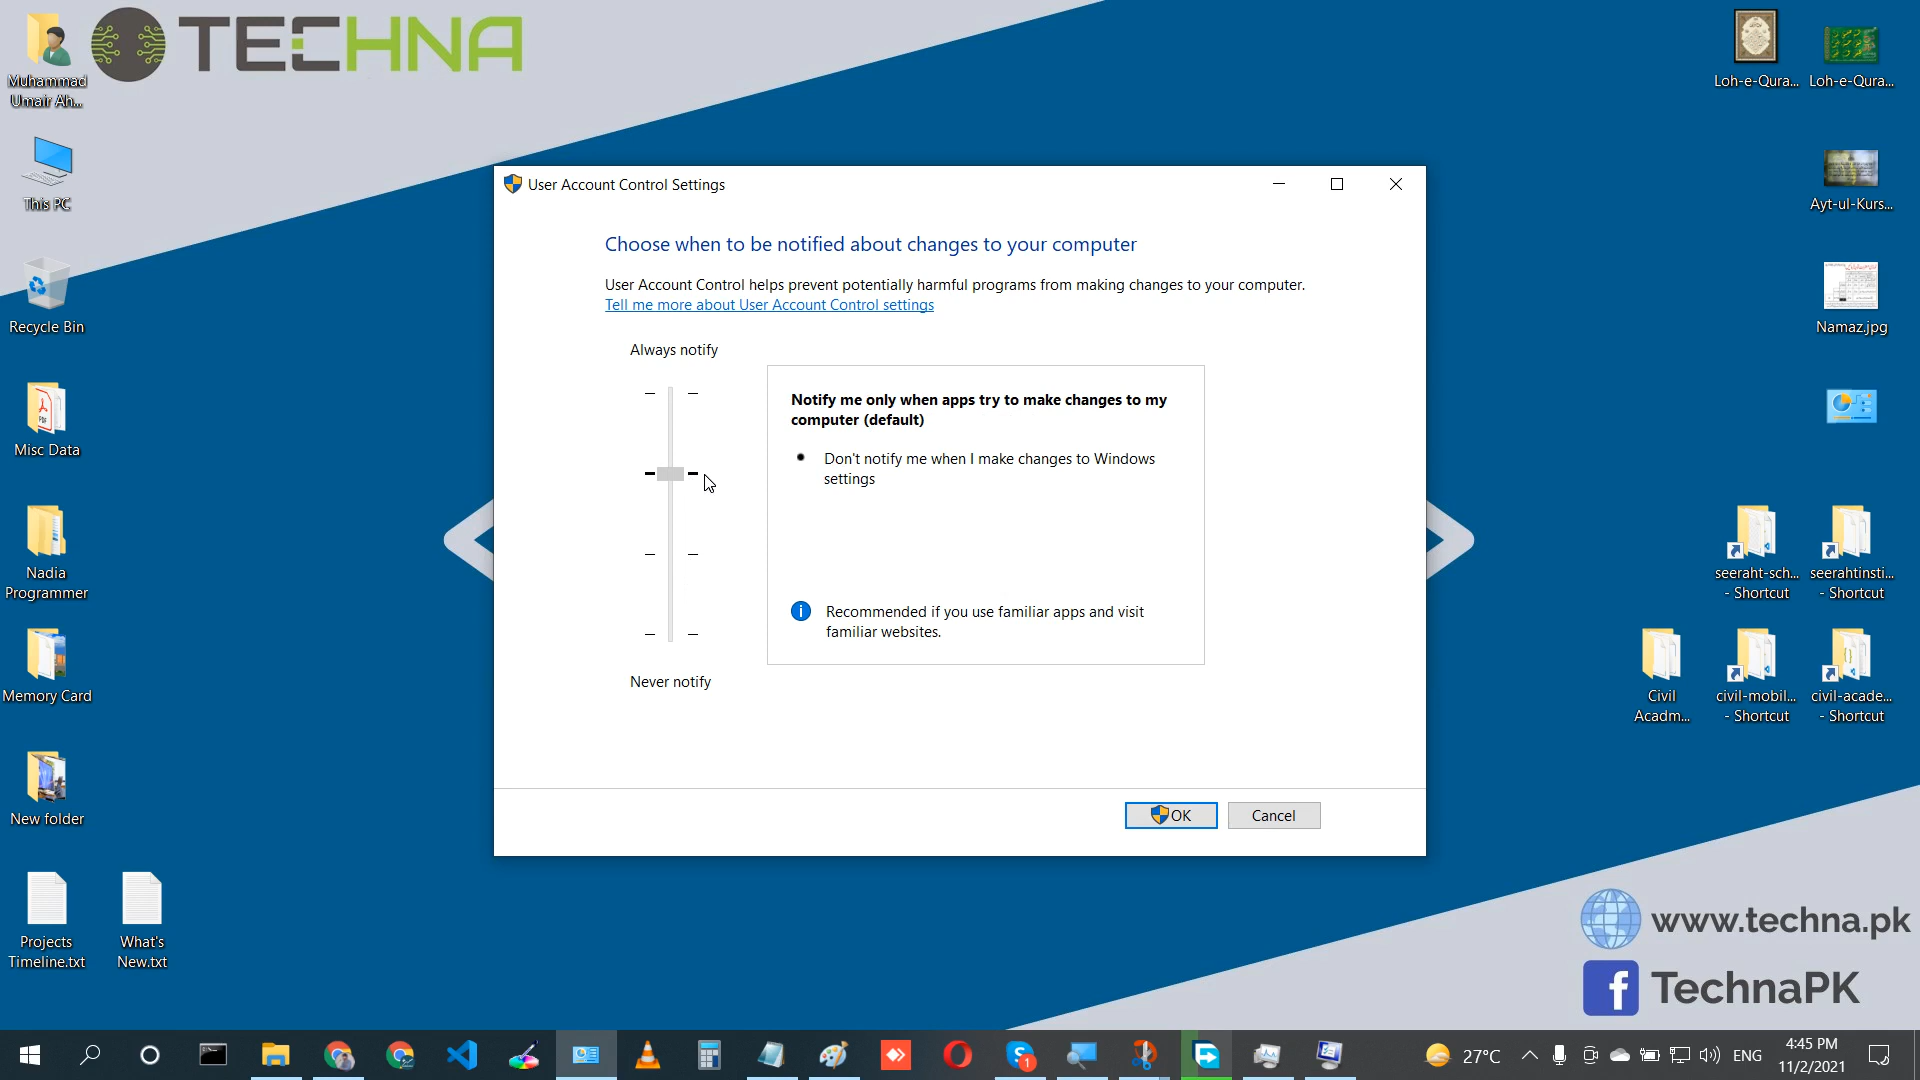 TECHNA
Muhammad
Umair Ah...
This PC
Recycle Bin
Misc Data
Nadia
Programmer
Memory Card
New folder
Projects
Timeline.txt
What's
New.txt
User Account Control Settings
Choose when to be notified about changes to your computer
User Account Control helps prevent potentially harmful programs from making changes to your computer.
Tell me more about User Account Control settings
Always notify
Notify me only when apps try to make changes to my
computer (default)
Don't notify me when I make changes to Windows
settings
Recommended if you use familiar apps and visit
familiar websites.
Never notify
OK
Cancel
Loh-e-Qura...
Loh-e-Qura...
Ayt-ul-Kurs...
Namaz.jpg
seeraht-sch...
- Shortcut
seerahtinsti...
- Shortcut
Civil
Acadm...
civil-mobil...
- Shortcut
civil-acade...
- Shortcut
www.techna.pk
f TechnaPK
1
27°C
ENG
4:45 PM
11/2/2021